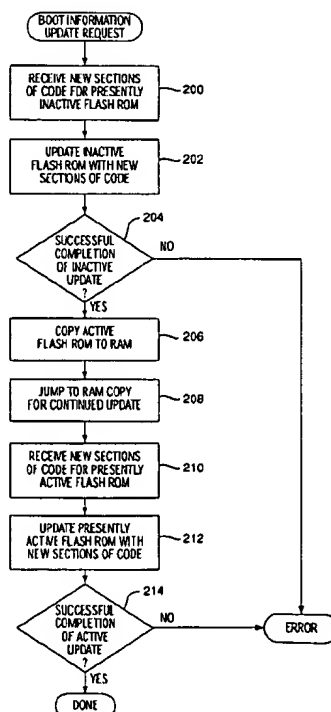 BOOT INFORMATION
UPDATE REQUEST
RECEIVE NEW SECTIONS
OF CODE FOR PRESENTLY
INACTIVE FLASH ROM
200
UPDATE INACTIVE
FLASH ROM WITH NEW
SECTIONS OF CODE
202
204
SUCCESSFUL
COMPLETION
OF INACTIVE
UPDATE
?
NO
YES
COPY ACTIVE
FLASH ROM TO RAM
206
JUMP TO RAM COPY
FOR CONTINUED UPDATE
208
RECEIVE NEW SECTIONS
OF CODE FOR PRESENTLY
ACTIVE FLASH ROM
210
UPDATE PRESENTLY
ACTIVE FLASH ROM WITH
NEW SECTIONS OF CODE
212
214
SUCCESSFUL
COMPLETION
OF ACTIVE
UPDATE
?
NO
ERROR
YES
DONE